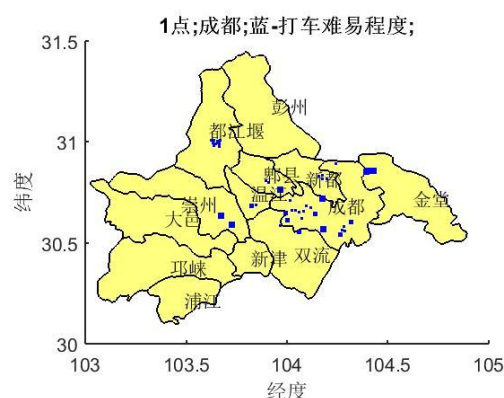 1点;成都;蓝-打车难易程度;
31.5
彭州
31
都江堰
郫县 新都
纬度
崇州 温江 金堂
大邑 成都
30.5
双流
新津
邛崃
浦江
30
103 103.5 104 104.5 105
经度